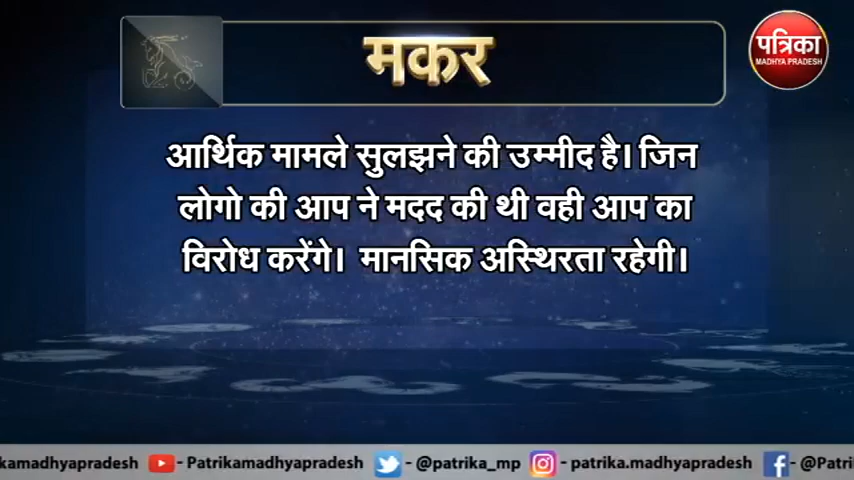 मकर
पत्रिका
MADHYA PRADESH
आर्थिक मामले सुलझने की उम्मीद है। जिन
लोगो की आप ने मदद की थी वही आप का
विरोध करेंगे। मानसिक अस्थिरता रहेगी।
kamadhyapradesh - Patrikamadhyapradesh - @patrika_mp - patrika.madhyapradesh - @Patri